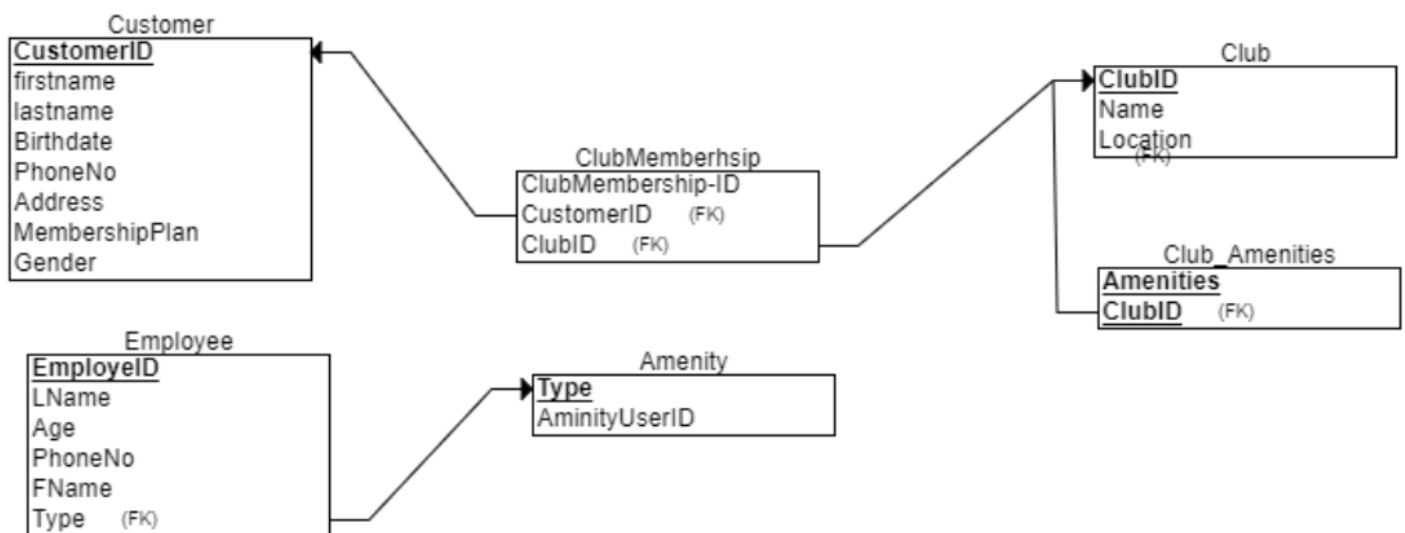 Customer
CustomerID
firstname
lastname
Birthdate
PhoneNo
Address
MembershipPlan
Gender
ClubMemberhsip
ClubMembership-ID
CustomerID (FK)
ClubID (FK)
Club
ClubID
Name
Location
(FK)
Club_Amenities
Amenities
ClubID (FK)
Employee
EmployeID
LName
Age
PhoneNo
FName
Type (FK)
Amenity
Type
AminityUserID